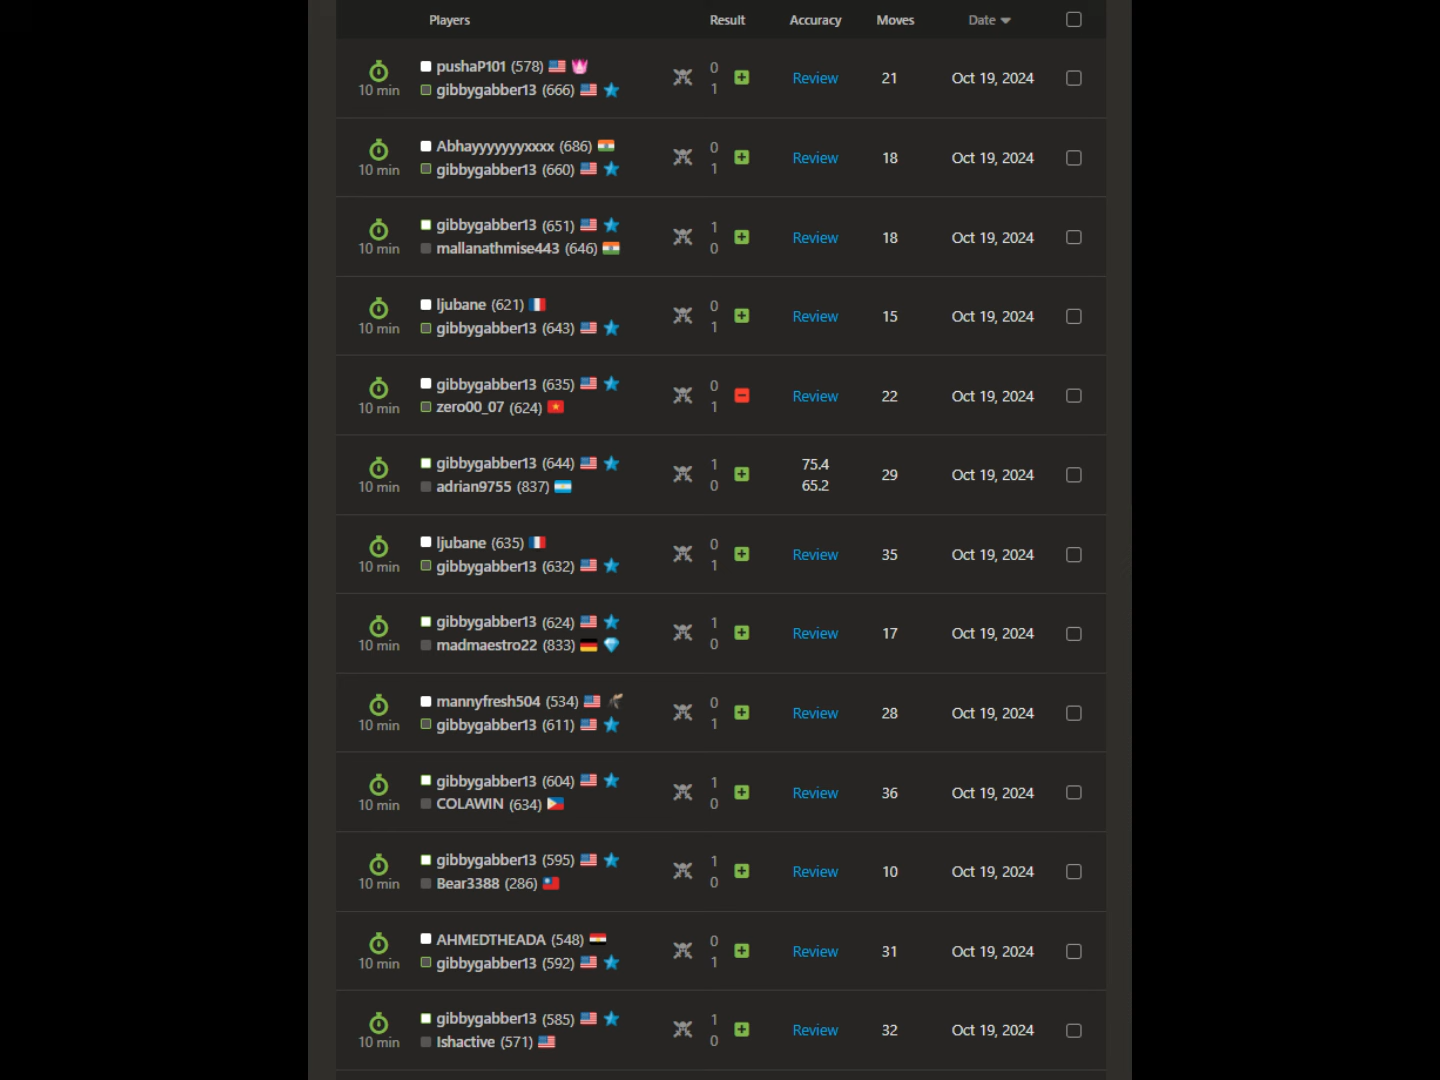 Players Result Accuracy Moves Date
pushaP101 (578) 0
10 min gibbygabber13 (666) 1 Review 21 Oct 19, 2024
Abhayyyyyyyxxxx (686) 0
10 min gibbygabber13 (660) 1 Review 18 Oct 19, 2024
gibbygabber13 (651) 1
10 min mallanathmise443 (646) 0 Review 18 Oct 19, 2024
ljubane (621) 0
10 min gibbygabber13 (643) 1 Review 15 Oct 19, 2024
gibbygabber13 (635) 0
10 min zero00_07 (624) 1 Review 22 Oct 19, 2024
gibbygabber13 (644) 1 75.4
10 min adrian9755 (837) 0 65.2 29 Oct 19, 2024
ljubane (635) 0
10 min gibbygabber13 (632) 1 Review 35 Oct 19, 2024
gibbygabber13 (624) 1
10 min madmaestro22 (833) 0 Review 17 Oct 19, 2024
mannyfresh504 (534) 0
10 min gibbygabber13 (611) 1 Review 28 Oct 19, 2024
gibbygabber13 (604) 1
10 min COLAWIN (634) 0 Review 36 Oct 19, 2024
gibbygabber13 (595) 1
10 min Bear3388 (286) 0 Review 10 Oct 19, 2024
AHMEDTHEADA (548) 0
10 min gibbygabber13 (592) 1 Review 31 Oct 19, 2024
gibbygabber13 (585) 1
10 min Ishactive (571) 0 Review 32 Oct 19, 2024